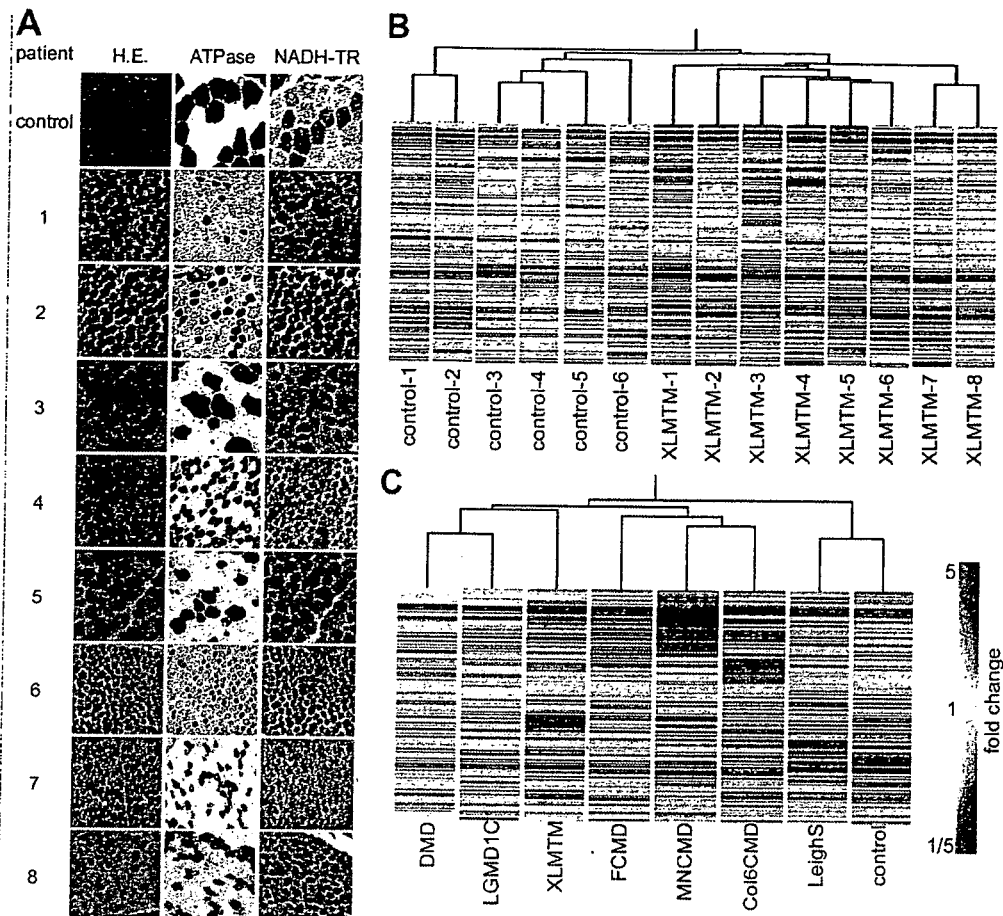 A
patient
H.E.
ATPase
NADH-TR
control
1
2
3
4
5
6
7
8
B
control-1
control-2
control-3
control-4
control-5
control-6
XLMTM-1
XLMTM-2
XLMTM-3
XLMTM-4
XLMTM-5
XLMTM-6
XLMTM-7
XLMTM-8
C
DMD
LGMD1C
XLMTM
FCMD
MNCMD
Col6CMD
LeighS
control
5
1
1/5
fold change